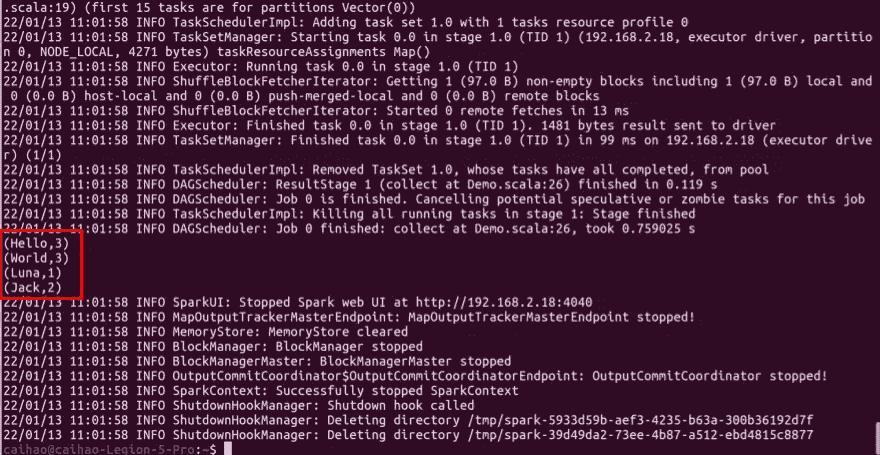 .scala:19) (first 15 tasks are for partitions Vector(0))
22/01/13 11:01:58 INFO TaskSchedulerImpl: Adding task set 1.0 with 1 tasks resource profile 0
22/01/13 11:01:58 INFO TaskSetManager: Starting task 0.0 in stage 1.0 (TID 1) (192.168.2.18, executor driver, partitio
n 0, NODE_LOCAL, 4271 bytes) taskResourceAssignments Map()
22/01/13 11:01:58 INFO Executor: Running task 0.0 in stage 1.0 (TID 1)
22/01/13 11:01:58 INFO ShuffleBlockFetcherIterator: Getting 1 (97.0 B) non-empty blocks including 1 (97.0 B) local and
 0 (0.0 B) host-local and 0 (0.0 B) push-merged-local and 0 (0.0 B) remote blocks
22/01/13 11:01:58 INFO ShuffleBlockFetcherIterator: Started 0 remote fetches in 13 ms
22/01/13 11:01:58 INFO Executor: Finished task 0.0 in stage 1.0 (TID 1). 1481 bytes result sent to driver
22/01/13 11:01:58 INFO TaskSetManager: Finished task 0.0 in stage 1.0 (TID 1) in 99 ms on 192.168.2.18 (executor drive
r) (1/1)
22/01/13 11:01:58 INFO TaskSchedulerImpl: Removed TaskSet 1.0, whose tasks have all completed, from pool
22/01/13 11:01:58 INFO DAGScheduler: ResultStage 1 (collect at Demo.scala:26) finished in 0.119 s
22/01/13 11:01:58 INFO DAGScheduler: Job 0 is finished. Cancelling potential speculative or zombie tasks for this job
22/01/13 11:01:58 INFO TaskSchedulerImpl: Killing all running tasks in stage 1: Stage finished
22/01/13 11:01:58 INFO DAGScheduler: Job 0 finished: collect at Demo.scala:26, took 0.759025 s
(Hello,3)
(World,3)
(Luna,1)
(Jack,2)
22/01/13 11:01:58 INFO SparkUI: Stopped Spark web UI at http://192.168.2.18:4040
22/01/13 11:01:58 INFO MapOutputTrackerMasterEndpoint: MapOutputTrackerMasterEndpoint stopped!
22/01/13 11:01:58 INFO MemoryStore: MemoryStore cleared
22/01/13 11:01:58 INFO BlockManager: BlockManager stopped
22/01/13 11:01:58 INFO BlockManagerMaster: BlockManagerMaster stopped
22/01/13 11:01:58 INFO OutputCommitCoordinator$OutputCommitCoordinatorEndpoint: OutputCommitCoordinator stopped!
22/01/13 11:01:58 INFO SparkContext: Successfully stopped SparkContext
22/01/13 11:01:58 INFO ShutdownHookManager: Shutdown hook called
22/01/13 11:01:58 INFO ShutdownHookManager: Deleting directory /tmp/spark-5933d59b-aef3-4235-b63a-300b36192d7f
22/01/13 11:01:58 INFO ShutdownHookManager: Deleting directory /tmp/spark-39d49da2-73ee-4b87-a512-ebd4815c8877
caihao@caihao-Legion-5-Pro:~$